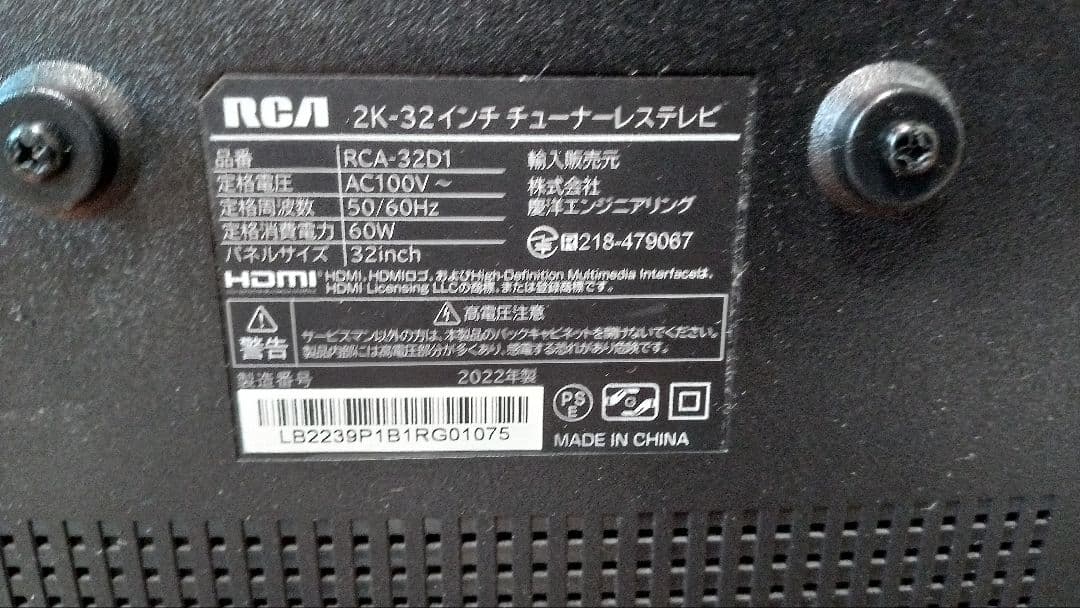 RCA 2K-32インチ チューナーレステレビ
品番 RCA-32D1
定格電圧 AC100V～
定格周波数 50/60Hz
定格消費電力 60W
パネルサイズ 32inch
輸入販売元
株式会社
慶洋エンジニアリング
R 218-479067
HDMI HDMI、HDMIロゴ、およびHigh-Definition Multimedia Interfaceは、
HDMI Licensing LLCの商標、または登録商標です。
警告
高電圧注意
サービスマン以外の方は、本製品のバックキャビネットを開けないでください。
製品内部には高電圧部分が多くあり、感電する恐れがあり危険です。
製造番号 2022年製
LB2239P1B1RG01075
PS
E
G
MADE IN CHINA